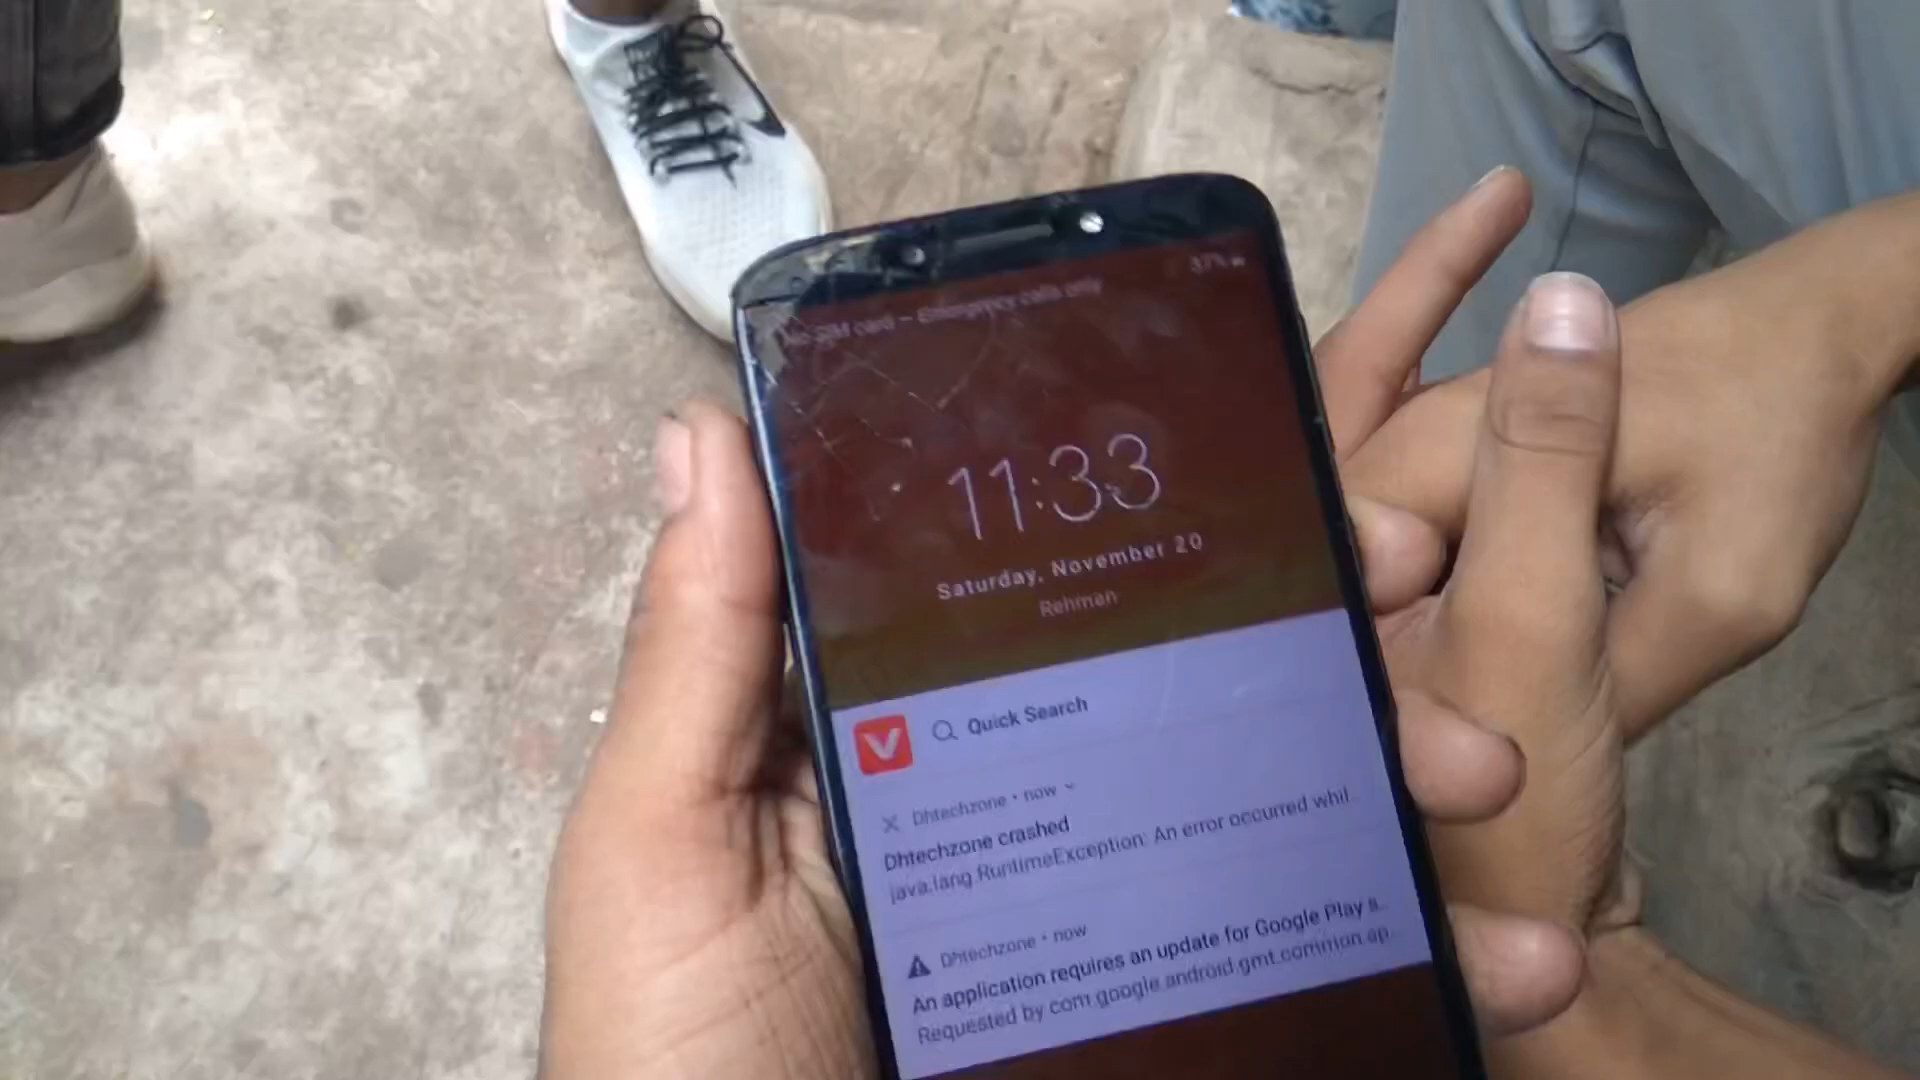 37%
No SIM card – Emergency calls only
11:33
Saturday, November 20
Rehman
Quick Search
Dhtechzone • now
Dhtechzone crashed
java.lang.RuntimeException: An error occurred whil..
Dhtechzone • now
An application requires an update for Google Play s..
Requested by com.google.android.gmt.common.ap..